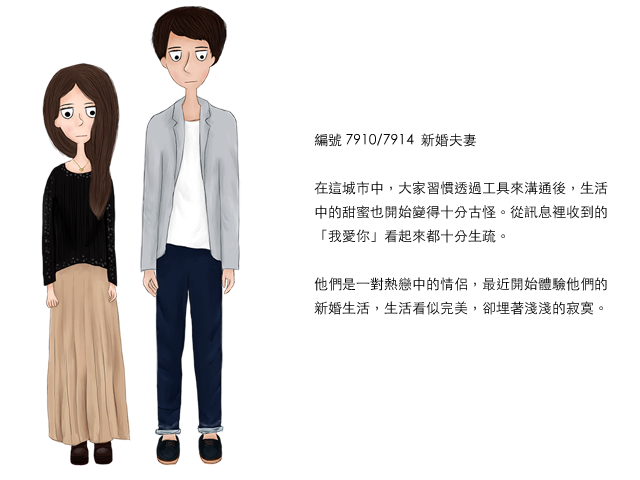 編號 7910/7914 新婚夫妻
在這城市中，大家習慣透過工具來溝通後，生活
中的甜蜜也開始變得十分古怪。從訊息裡收到的
「我愛你」看起來都十分生疏。
他們是一對熱戀中的情侶，最近開始體驗他們的
新婚生活，生活看似完美，卻埋著淺淺的寂寞。